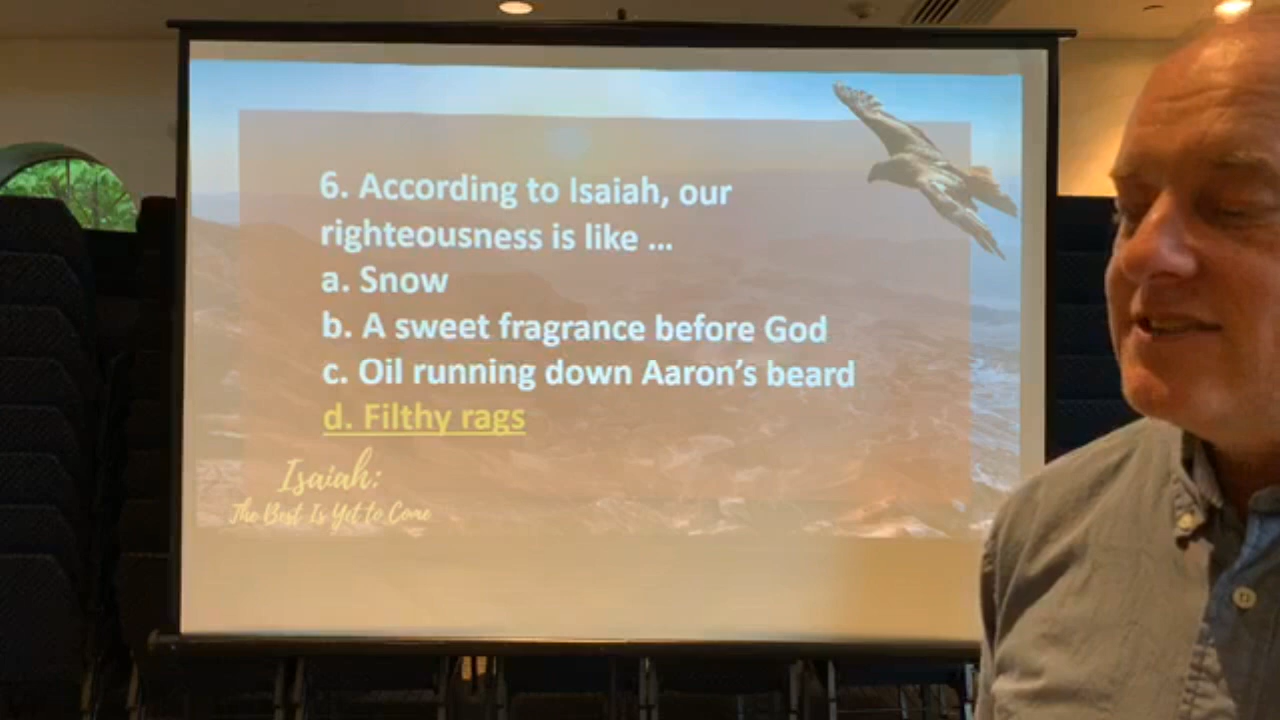 6. According to Isaiah, our
righteousness is like ...
a. Snow
b. A sweet fragrance before God
c. Oil running down Aaron's beard
d. Filthy rags
Isaiah:
The Best Is Yet to Come